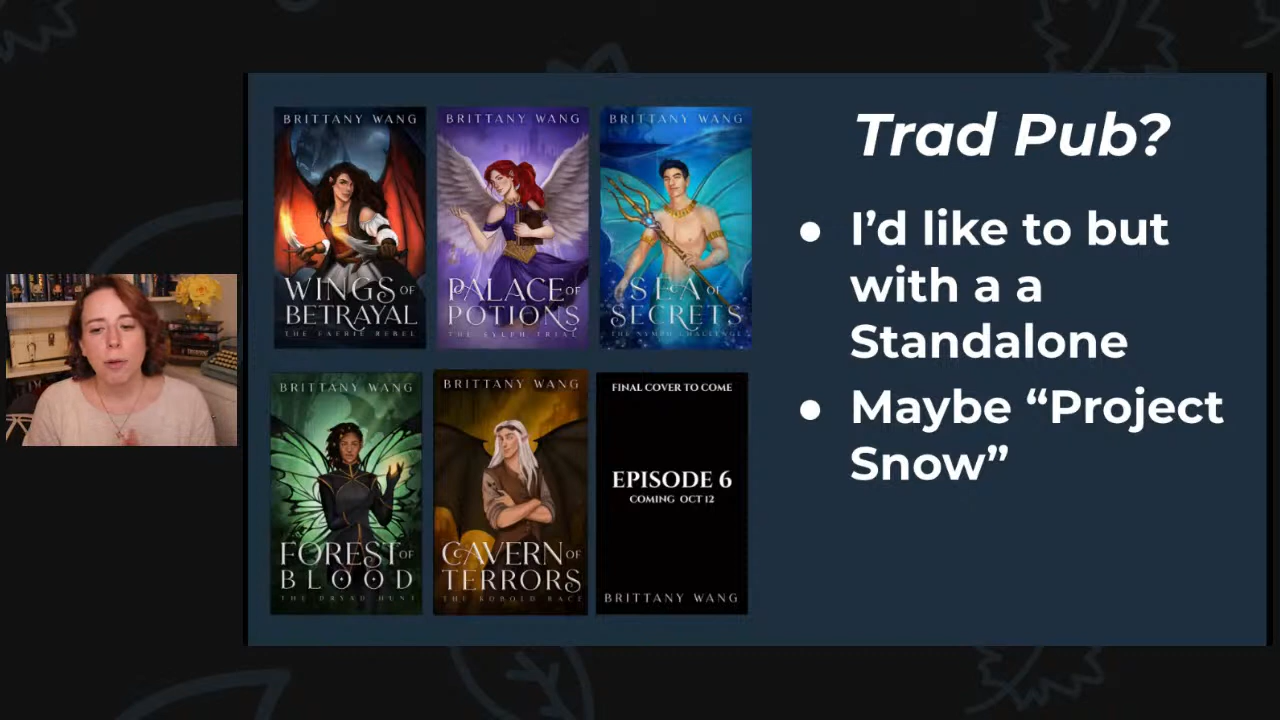 BRITTANY WANG
WINGS OF
BETRAYAL
THE FAERIE REBEL
BRITTANY WANG
PALACE OF
POTIONS
THE SYLPH TRIAL
BRITTANY WANG
SEA OF
SECRETS
THE NYMPH CHALLENGE
BRITTANY WANG
FOREST OF
BLOOD
THE DRYAD HUNT
BRITTANY WANG
CAVERN OF
TERRORS
THE KOBOLD RACE
FINAL COVER TO COME
EPISODE 6
COMING OCT 12
BRITTANY WANG
Trad Pub?
● I’d like to but
with a a
Standalone
● Maybe “Project
Snow”